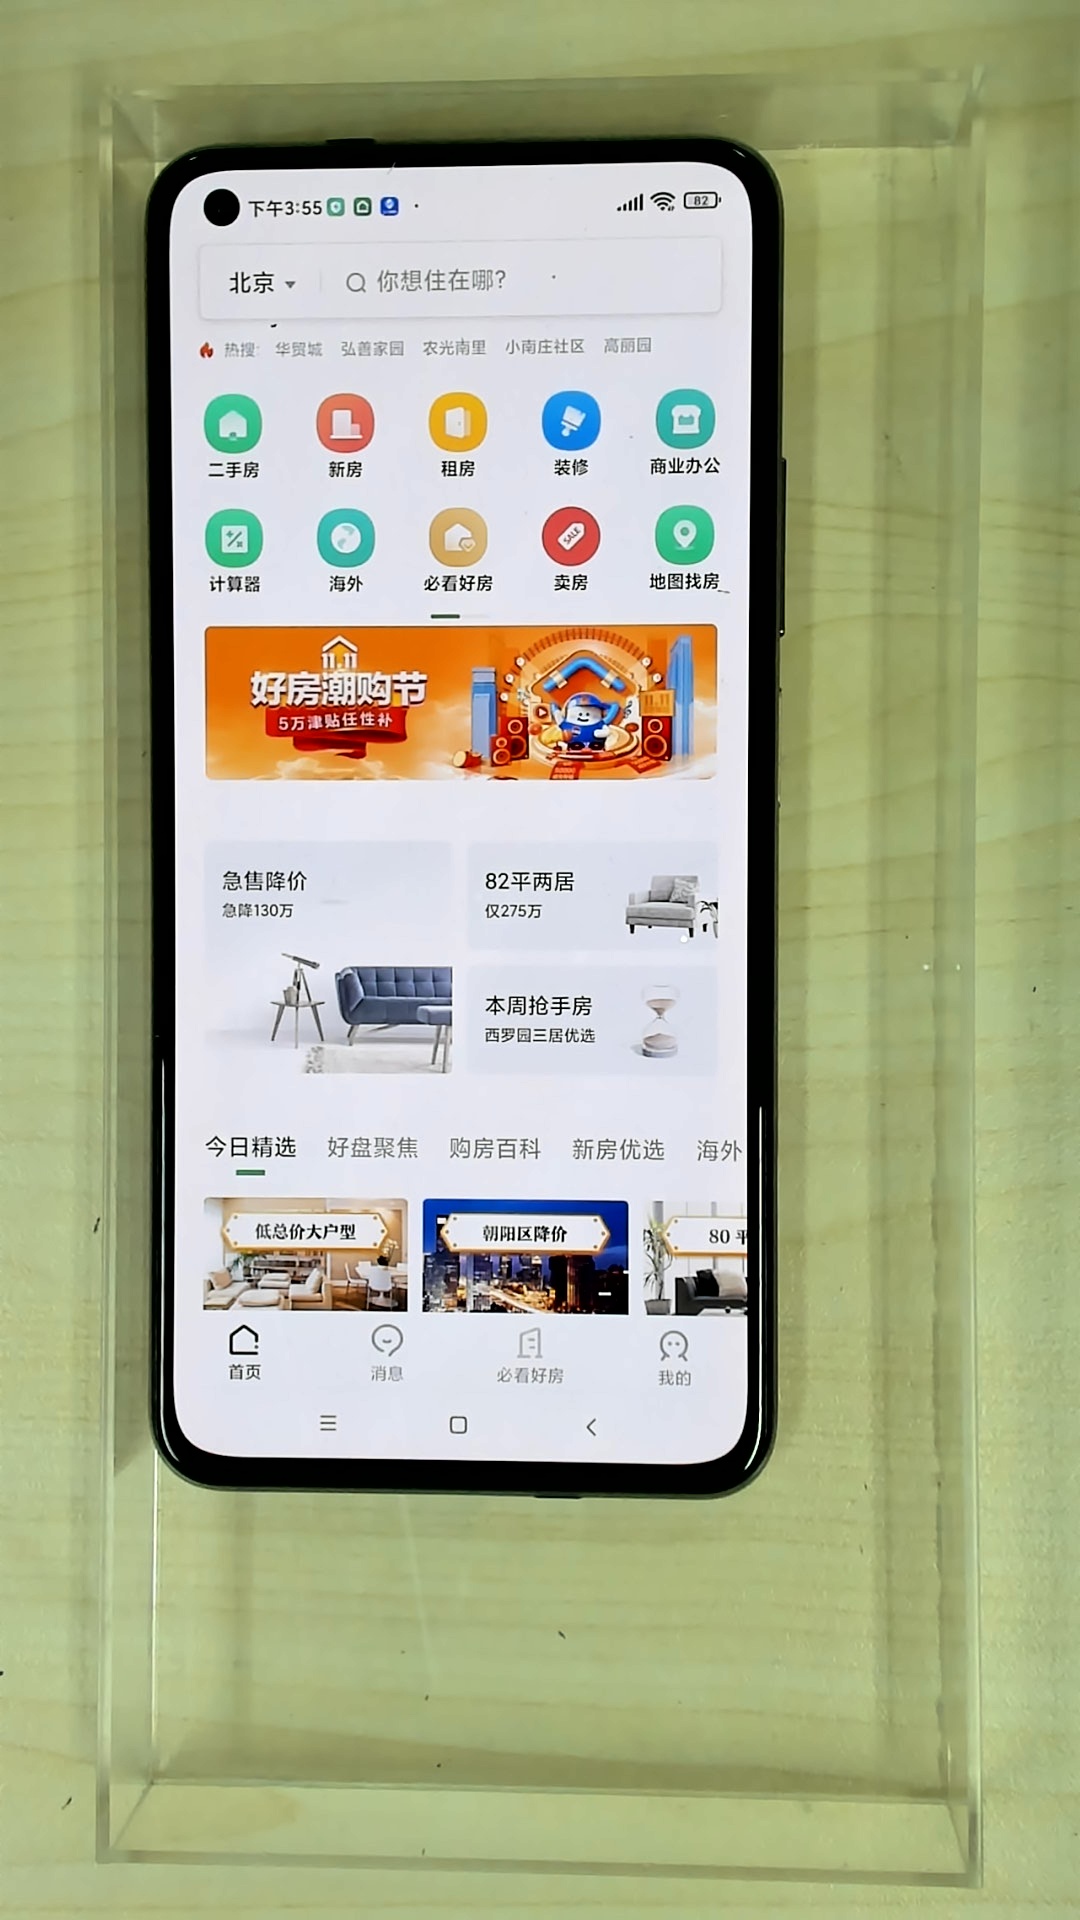 下午3:55
82
北京
你想住在哪?
热搜: 华贸城 弘善家园 农光南里 小南庄社区 高丽园
二手房 新房 租房 装修 商业办公
SALE
计算器 海外 必看好房 卖房 地图找房
11.11
好房潮购节
5万津贴任性补
11.11
急售降价
急降130万
82平两居
仅275万
本周抢手房
西罗园三居优选
今日精选 好盘聚焦 购房百科 新房优选 海外
低总价大户型 朝阳区降价 80 平
首页 消息 必看好房 我的